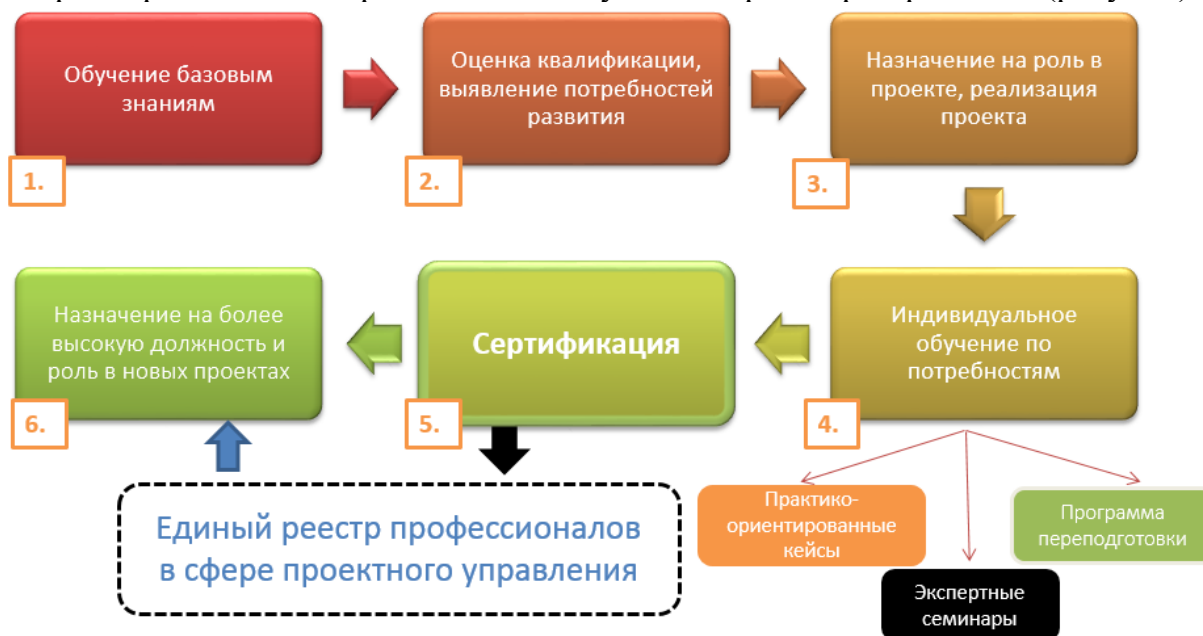 Обучение базовым
знаниям
1.
Оценка квалификации,
выявление потребностей
развития
2.
Назначение на роль в
проекте, реализация
проекта
3.
Индивидуальное
обучение по
потребностям
4.
Сертификация
5.
Назначение на более
высокую должность и
роль в новых проектах
6.
Единый реестр профессионалов
в сфере проектного управления
Практико-
ориентированные
кейсы
Экспертные
семинары
Программа
переподготовки